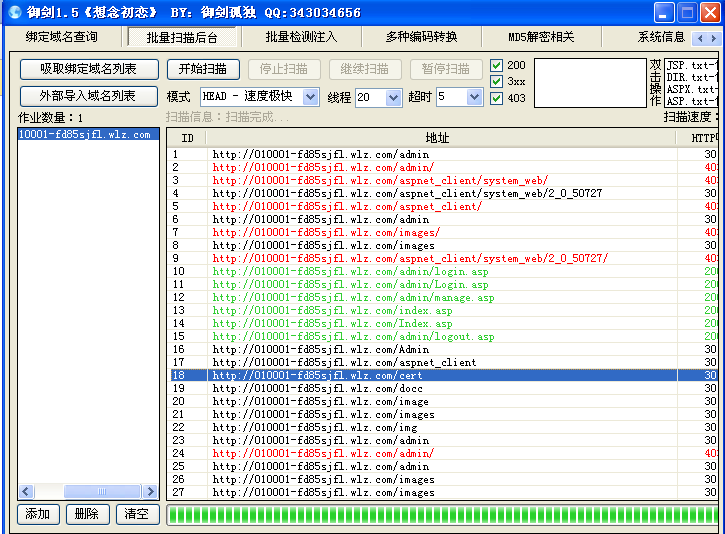 御剑1.5《想念初恋》 BY: 御剑孤独 QQ:343034656
绑定域名查询 批量扫描后台 批量检测注入 多种编码转换 MD5解密相关 系统信息
吸取绑定域名列表 开始扫描 停止扫描 继续扫描 暂停扫描
外部导入域名列表 模式 HEAD - 速度极快 线程 20 超时 5
200
3xx
403
双击操作
JSP.txt-
DIR.txt-
ASPX.txt-
ASP.txt-
作业数量：1 扫描信息：扫描完成... 扫描速度：
10001-fd85sjfl.wlz.com
ID 地址 HTTP
1 http://010001-fd85sjfl.wlz.com/admin 30
2 http://010001-fd85sjfl.wlz.com/admin/ 40
3 http://010001-fd85sjfl.wlz.com/aspnet_client/system_web/ 40
4 http://010001-fd85sjfl.wlz.com/aspnet_client/system_web/2_0_50727 30
5 http://010001-fd85sjfl.wlz.com/aspnet_client/ 40
6 http://010001-fd85sjfl.wlz.com/admin 30
7 http://010001-fd85sjfl.wlz.com/images/ 40
8 http://010001-fd85sjfl.wlz.com/images 30
9 http://010001-fd85sjfl.wlz.com/aspnet_client/system_web/2_0_50727/ 40
10 http://010001-fd85sjfl.wlz.com/admin/login.asp 20
11 http://010001-fd85sjfl.wlz.com/admin/Login.asp 20
12 http://010001-fd85sjfl.wlz.com/admin/manage.asp 20
13 http://010001-fd85sjfl.wlz.com/index.asp 20
14 http://010001-fd85sjfl.wlz.com/Index.asp 20
15 http://010001-fd85sjfl.wlz.com/admin/logout.asp 20
16 http://010001-fd85sjfl.wlz.com/Admin 30
17 http://010001-fd85sjfl.wlz.com/aspnet_client 30
18 http://010001-fd85sjfl.wlz.com/cert 30
19 http://010001-fd85sjfl.wlz.com/docc 30
20 http://010001-fd85sjfl.wlz.com/image 30
21 http://010001-fd85sjfl.wlz.com/images 30
22 http://010001-fd85sjfl.wlz.com/img 30
23 http://010001-fd85sjfl.wlz.com/admin 30
24 http://010001-fd85sjfl.wlz.com/admin/ 40
25 http://010001-fd85sjfl.wlz.com/admin 30
26 http://010001-fd85sjfl.wlz.com/images 30
27 http://010001-fd85sjfl.wlz.com/images 30
添加 删除 清空